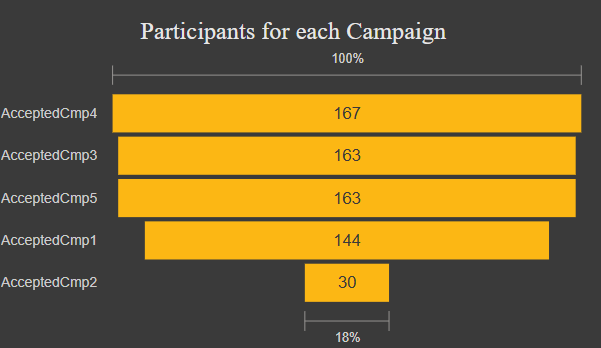 Participants for each Campaign
100%
AcceptedCmp4 167
AcceptedCmp3 163
AcceptedCmp5 163
AcceptedCmp1 144
AcceptedCmp2 30
18%